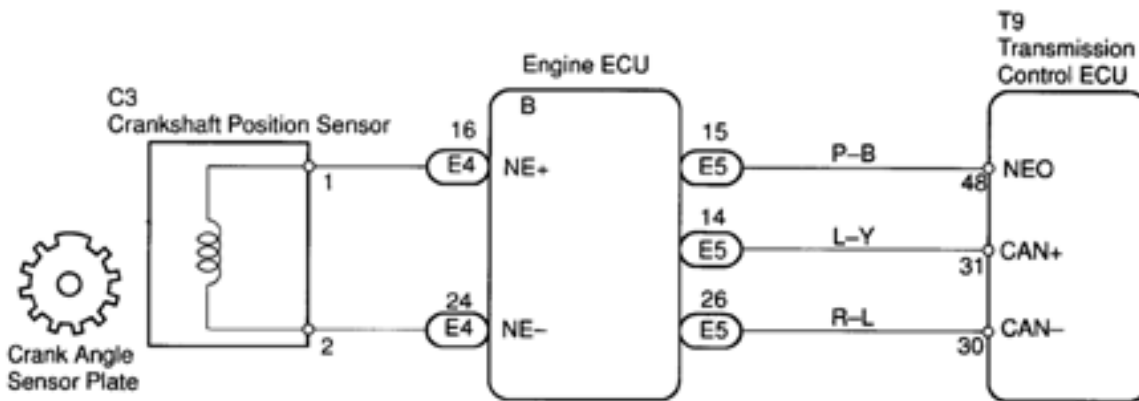 T9
Transmission
Control ECU
Engine ECU
C3
Crankshaft Position Sensor
B
16
15
E4
NE+
E5
P–B
NEO
1
48
14
E5
L–Y
CAN+
31
24
26
E4
NE–
E5
R–L
CAN–
2
30
Crank Angle
Sensor Plate